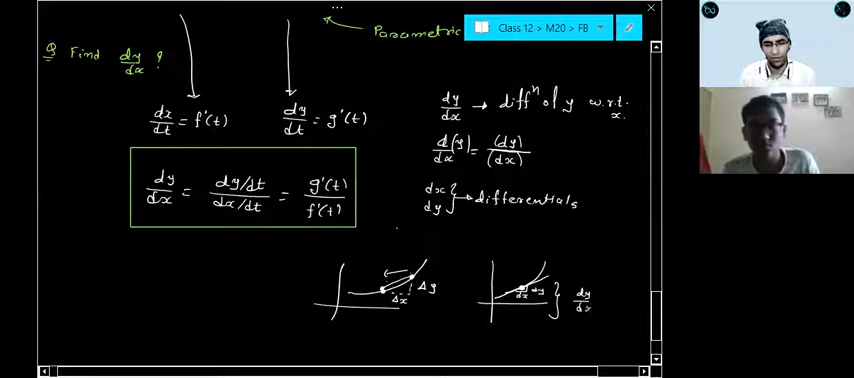 ...
Parametric
Class 12 > M20 > FB
Q Find dy/dx ?
dx/dt = f'(t)
dy/dt = g'(t)
dy/dx = dy/dt / dx/dt = g'(t) / f'(t)
dy/dx → diffⁿ of y w.r.t. x.
d/dx (y) = (dy)/(dx)
dx
dy } → differentials
Δy
Δx
dx dy
} dy/dx